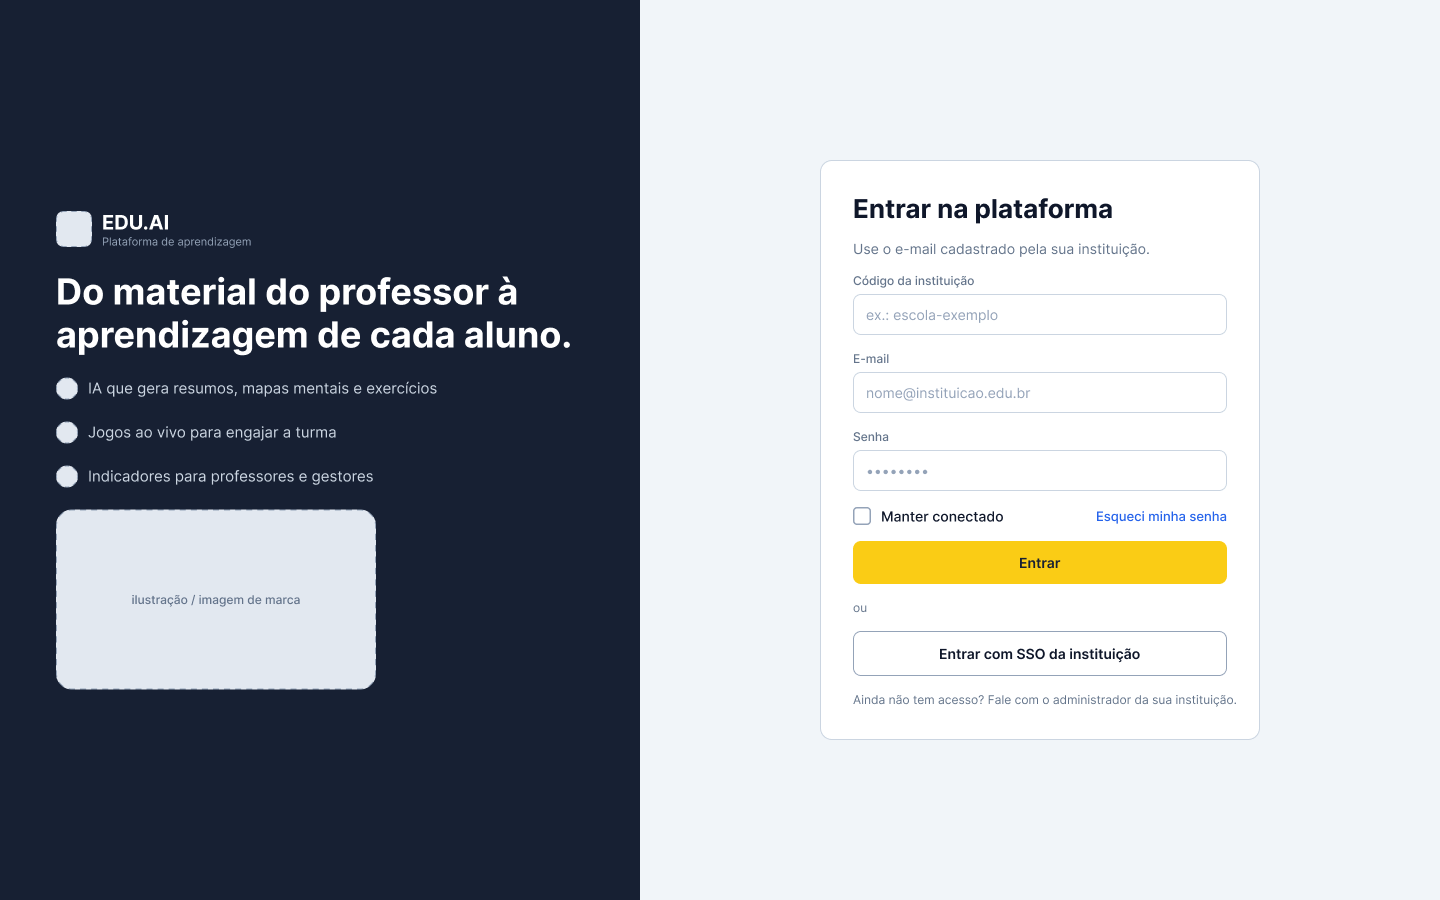 EDU.AI
Plataforma de aprendizagem
Do material do professor à
aprendizagem de cada aluno.
IA que gera resumos, mapas mentais e exercícios
Jogos ao vivo para engajar a turma
Indicadores para professores e gestores
ilustração / imagem de marca
Entrar na plataforma
Use o e-mail cadastrado pela sua instituição.
Código da instituição
ex.: escola-exemplo
E-mail
nome@instituicao.edu.br
Senha
••••••••
Manter conectado
Esqueci minha senha
Entrar
ou
Entrar com SSO da instituição
Ainda não tem acesso? Fale com o administrador da sua instituição.